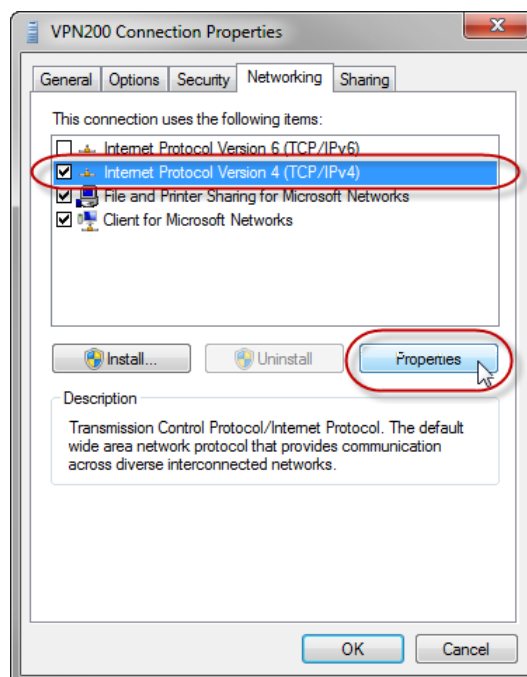 VPN200 Connection Properties
General Options Security Networking Sharing
This connection uses the following items:
Internet Protocol Version 6 (TCP/IPv6)
Internet Protocol Version 4 (TCP/IPv4)
File and Printer Sharing for Microsoft Networks
Client for Microsoft Networks
Install... Uninstall Properties
Description
Transmission Control Protocol/Internet Protocol. The default
wide area network protocol that provides communication
across diverse interconnected networks.
OK Cancel